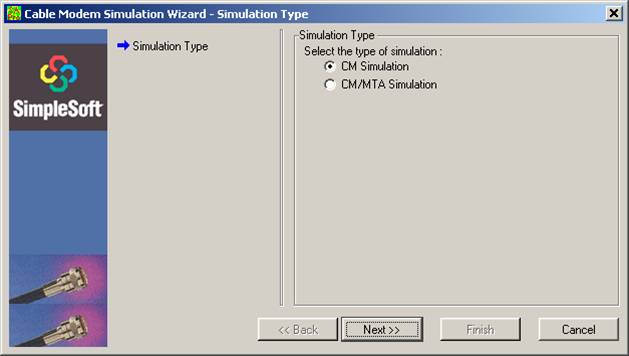 Cable Modem Simulation Wizard - Simulation Type
SimpleSoft
Simulation Type
Simulation Type
Select the type of simulation :
CM Simulation
CM/MTA Simulation
<< Back
Next >>
Finish
Cancel